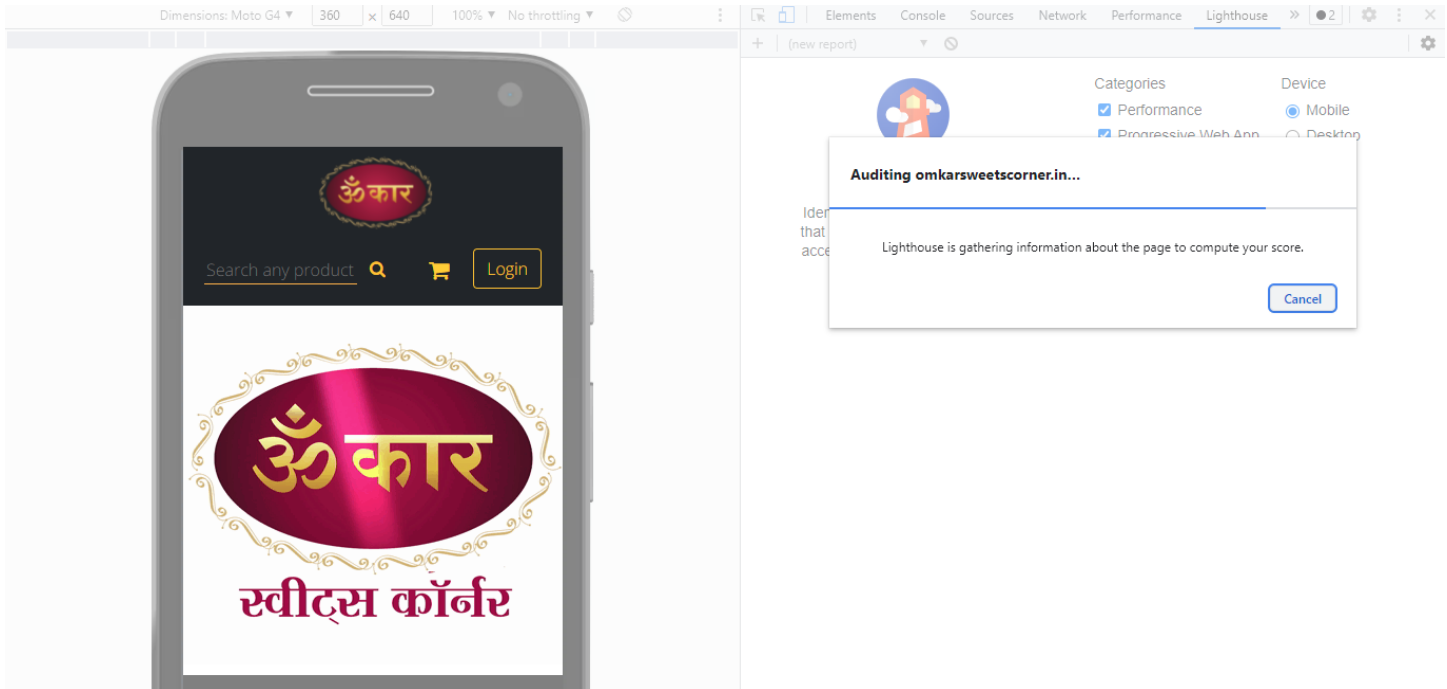 Dimensions: Moto G4 ▼ 360 x 640 100% ▼ No throttling ▼
Elements Console Sources Network Performance Lighthouse » 2
+ (new report) ▼
ॐ कार
Search any product Login
ॐ कार
स्वीट्स कॉर्नर
Categories Device
Performance Mobile
Progressive Web App Desktop
Auditing omkarsweetscorner.in...
that
Lighthouse is gathering information about the page to compute your score.
Cancel